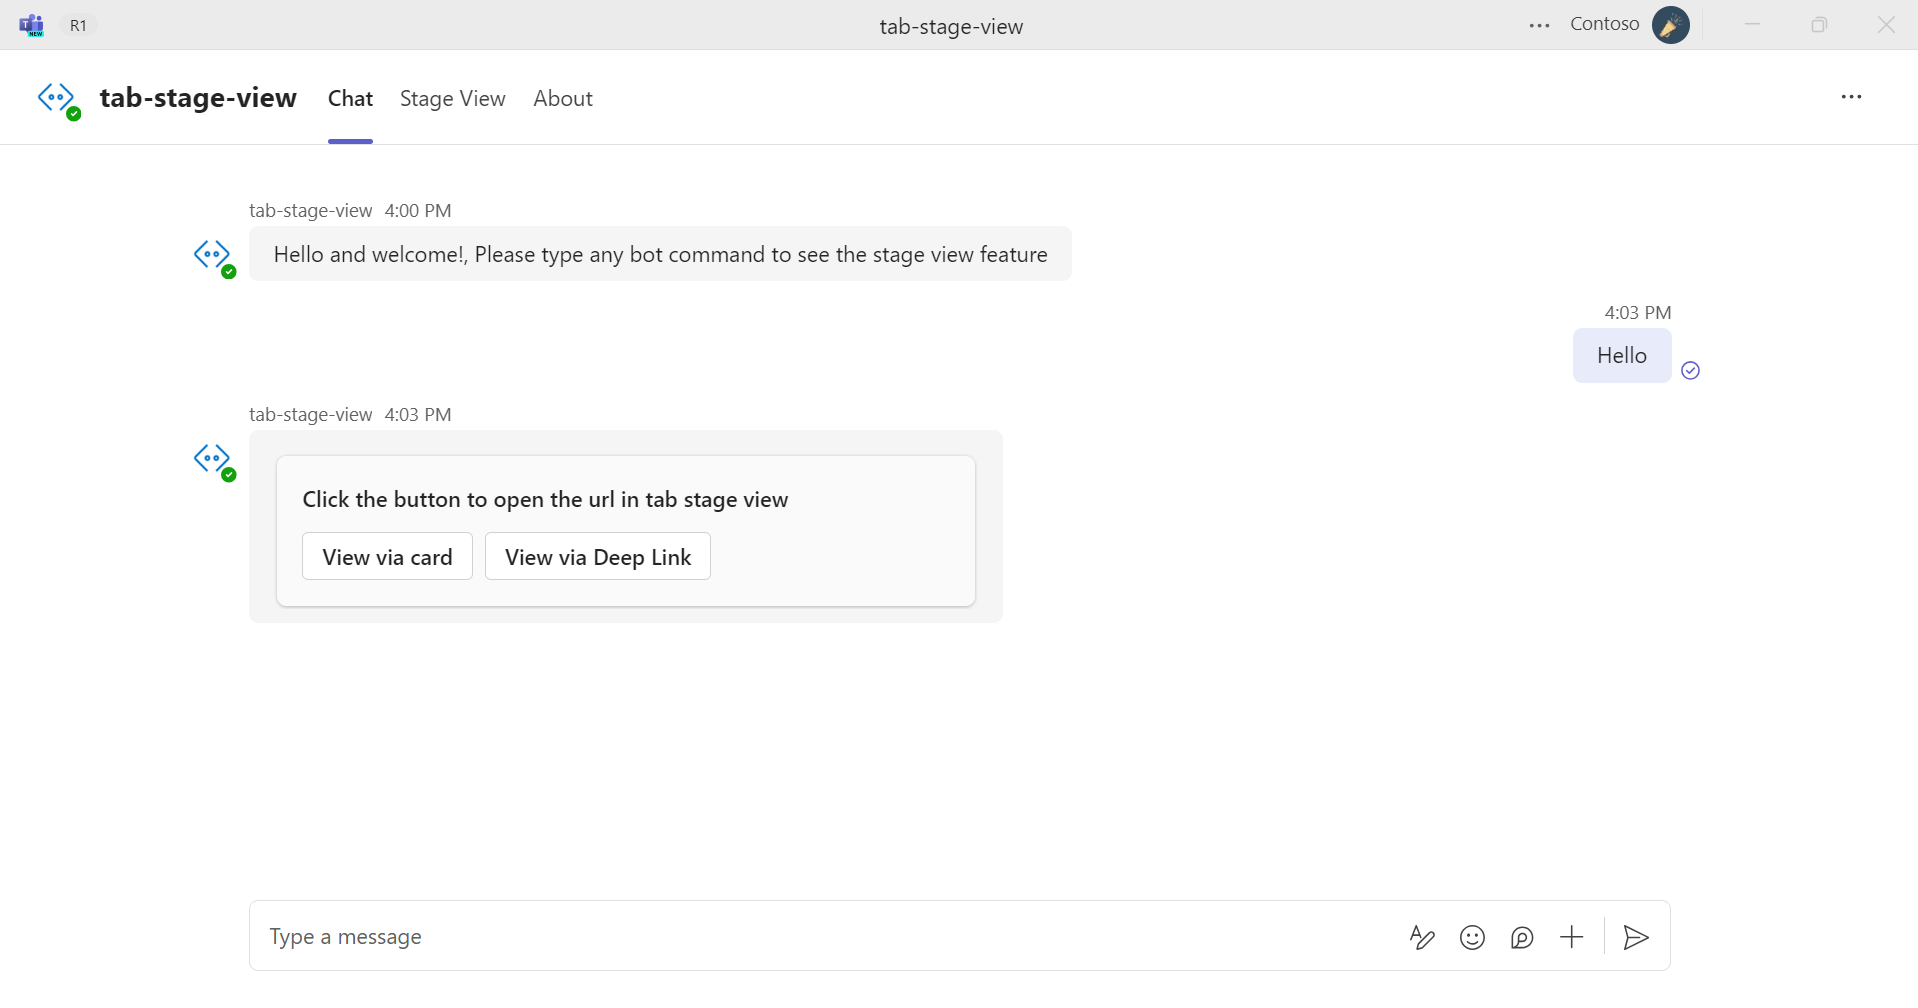 R1
tab-stage-view
Contoso
tab-stage-view
Chat
Stage View
About
tab-stage-view 4:00 PM
Hello and welcome!, Please type any bot command to see the stage view feature
4:03 PM
Hello
tab-stage-view 4:03 PM
Click the button to open the url in tab stage view
View via card
View via Deep Link
Type a message